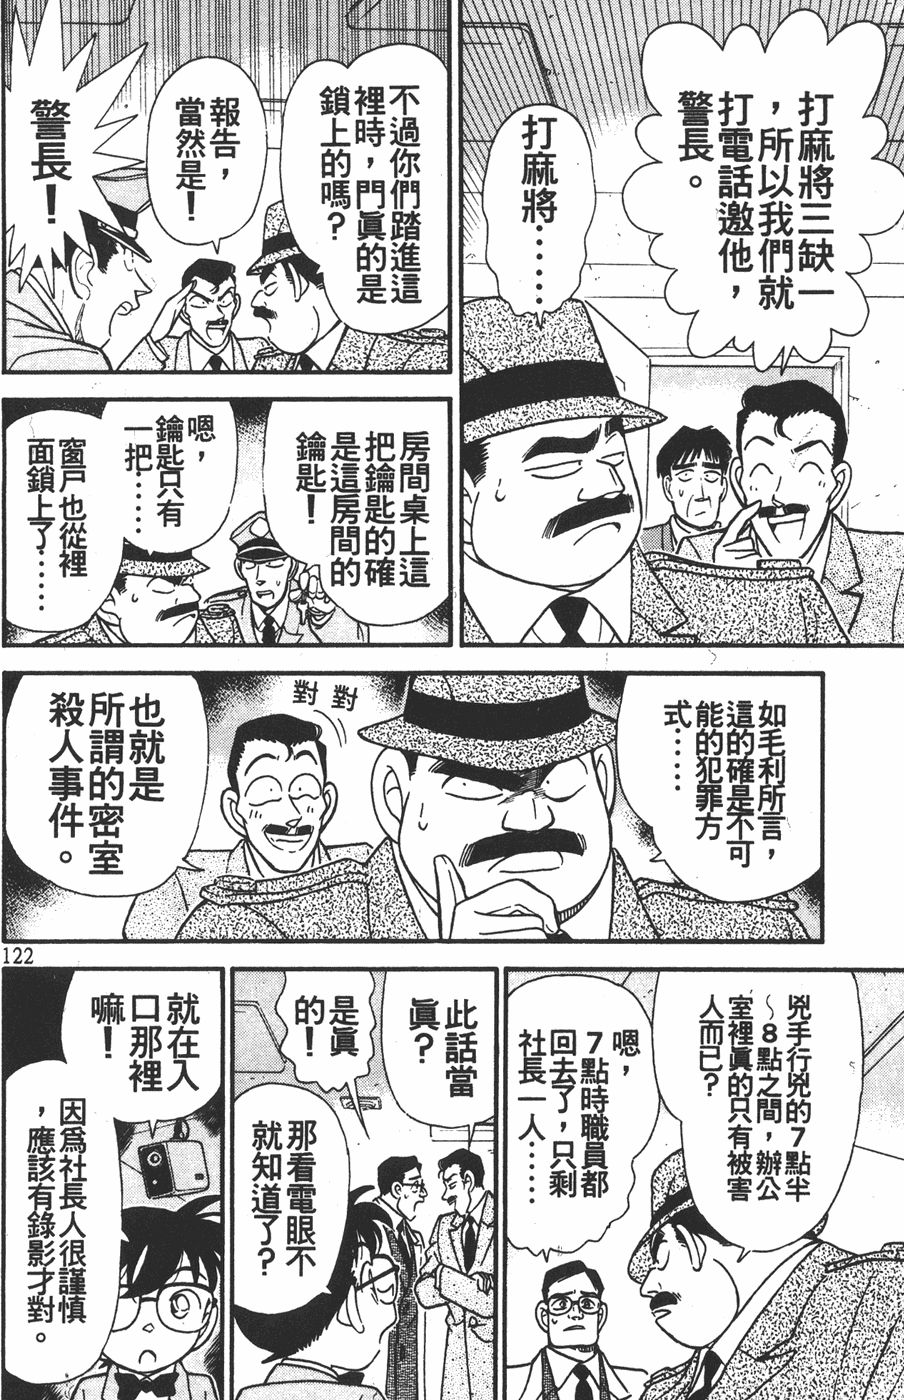 打麻將三缺一
，所以我們就
打電話邀他，
警長。
打麻將……
不過你們踏進這
裡時，門眞的是
鎖上的嗎？
報告，
當然是！
警長！
房間桌上這
把鑰匙的確
是這房間的
鑰匙！
嗯，
鑰匙只有
一把……
窗戶也從裡
面鎖上了……
如毛利所言，
這的確是不可
能的犯罪方
式……
對對
也就是
所謂的密室
殺人事件。
兇手行兇的7點半
～8點之間，辦公
室裡眞的只有被害
人而已？
嗯，
7點時職員都
回去了，只剩
社長一人……
此話當
眞？
是眞
的！
那看電眼不
就知道了？
就在入
口那裡
嘛！
因爲社長人很謹慎
，應該有錄影才對。
122